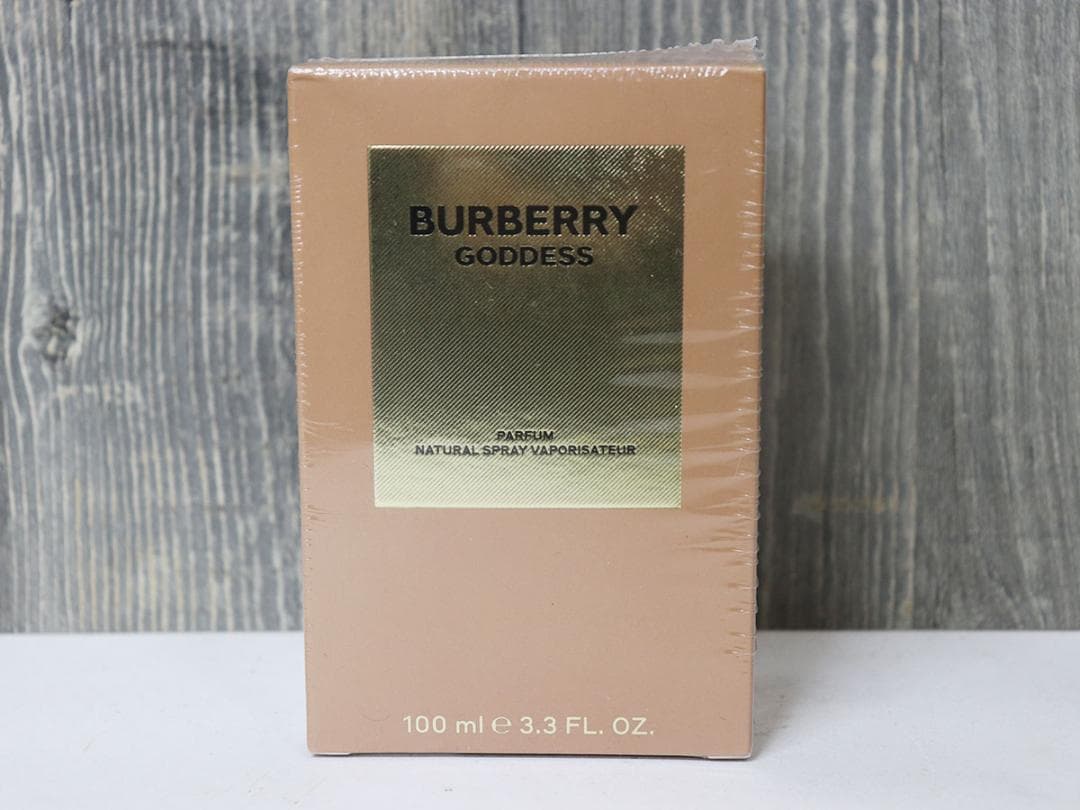 BURBERRY
GODDESS
PARFUM
NATURAL SPRAY VAPORISATEUR
100 ml ℮ 3.3 FL. OZ.